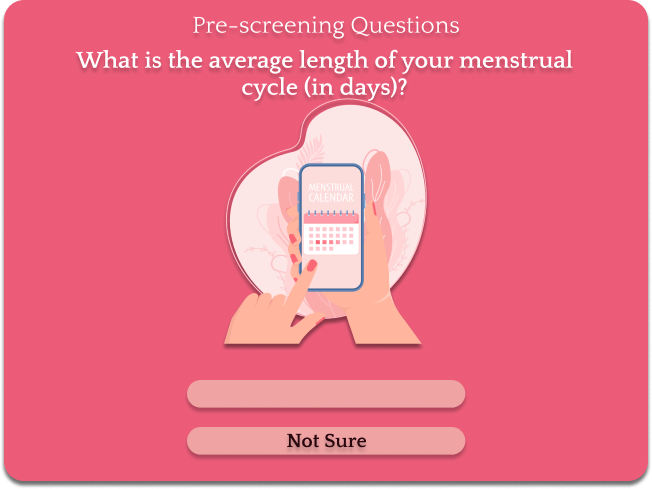 Pre-screening Questions
What is the average length of your menstrual
cycle (in days)?
MENSTRUAL
CALENDAR
Not Sure